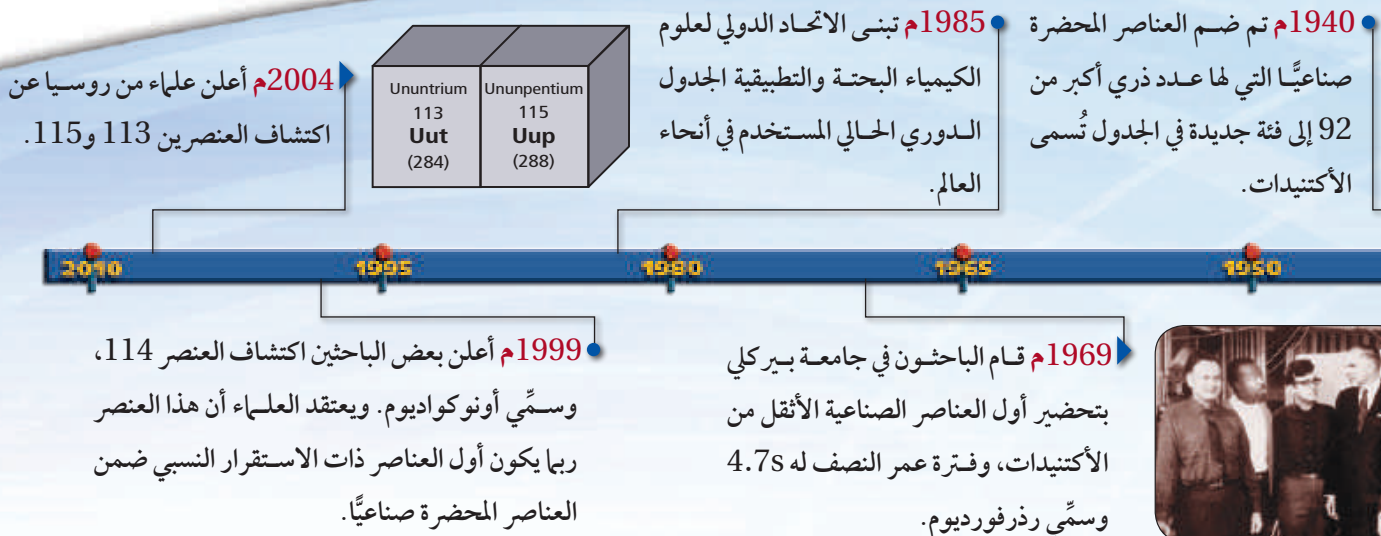 1940م تم ضم العناصر المحضرة
صناعيًّا التي لها عدد ذري أكبر من
92 إلى فئة جديدة في الجدول تُسمى
الأكتنيدات.
1985م تبنى الاتحاد الدولي لعلوم
الكيمياء البحتة والتطبيقية الجدول
الدوري الحالي المستخدم في أنحاء
العالم.
Ununtrium
113
Uut
(284)
Ununpentium
115
Uup
(288)
2004م أعلن علماء من روسيا عن
اكتشاف العنصرين 113 و115.
2010
1995
1980
1965
1950
1969م قام الباحثون في جامعة بيركلي
بتحضير أول العناصر الصناعية الأثقل من
الأكتنيدات، وفترة عمر النصف له 4.7s
وسمِّي رذرفورديوم.
1999م أعلن بعض الباحثين اكتشاف العنصر 114،
وسمِّي أونوكواديوم. ويعتقد العلماء أن هذا العنصر
ربما يكون أول العناصر ذات الاستقرار النسبي ضمن
العناصر المحضرة صناعيًّا.